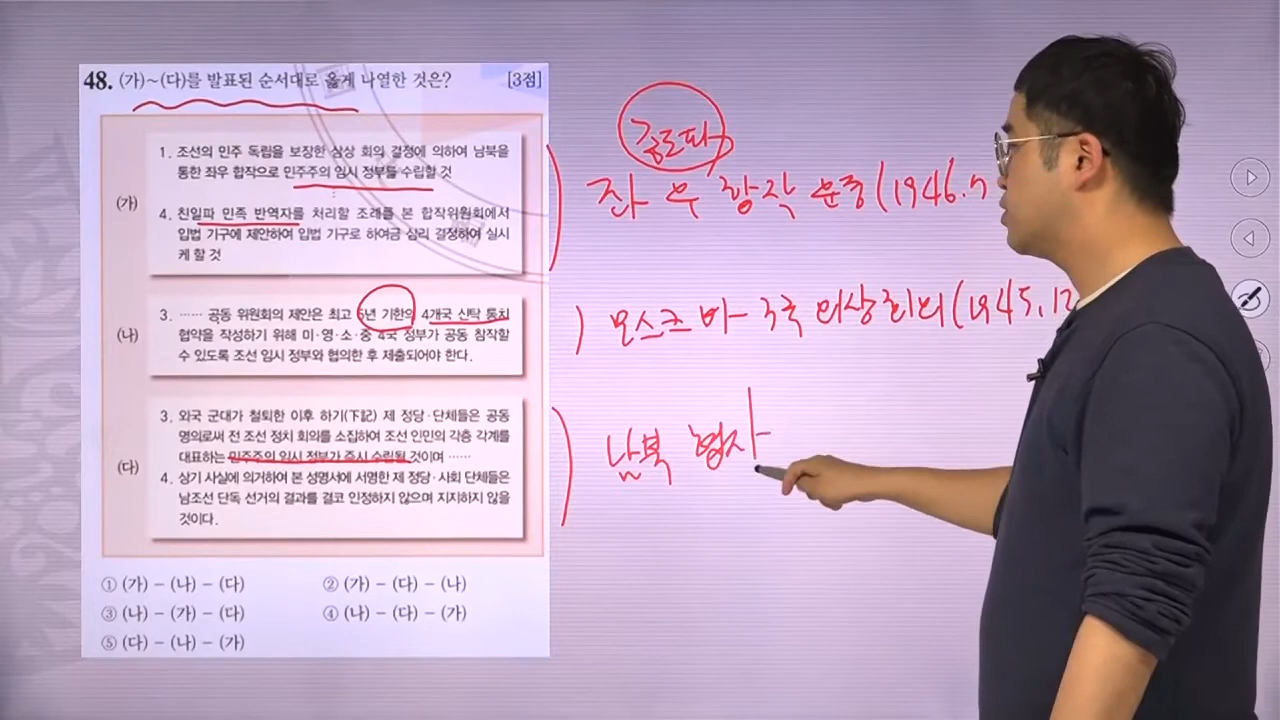 48. (가)~(다)를 발표된 순서대로 옳게 나열한 것은? [3점]
(가)
1. 조선의 민주 독립을 보장한 삼상 회의 결정에 의하여 남북을
통한 좌우 합작으로 민주주의 임시 정부를 수립할 것
⋮
4. 친일파 민족 반역자를 처리할 조례를 본 합작위원회에서
입법 기구에 제안하여 입법 기구로 하여금 심리 결정하여 실시
케 할 것
(나)
3. …… 공동 위원회의 제안은 최고 5년 기한의 4개국 신탁 통치
협약을 작성하기 위해 미·영·소·중 4국 정부가 공동 참작할
수 있도록 조선 임시 정부와 협의한 후 제출되어야 한다.
(다)
3. 외국 군대가 철퇴한 이후 하기(下記) 제 정당·단체들은 공동
명의로써 전 조선 정치 회의를 소집하여 조선 인민의 각층 각계를
대표하는 민주주의 임시 정부가 즉시 수립될 것이며 ……
4. 상기 사실에 의거하여 본 성명서에 서명한 제 정당·사회 단체들은
남조선 단독 선거의 결과를 결코 인정하지 않으며 지지하지 않을
것이다.
① (가) – (나) – (다) ② (가) – (다) – (나)
③ (나) – (가) – (다) ④ (나) – (다) – (가)
⑤ (다) – (나) – (가)
중도파
좌 우 합작 운동(1946.7
모스크바 3국 외상회의(1945.12
남북 협사